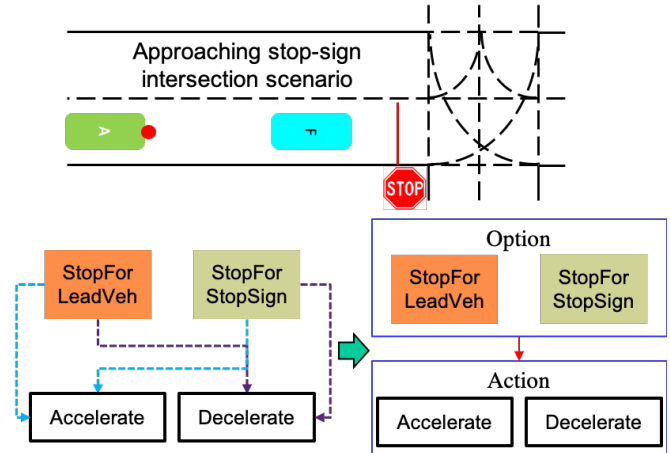 Approaching stop-sign
intersection scenario
A
F
STOP
StopFor
LeadVeh
StopFor
StopSign
Accelerate
Decelerate
Option
StopFor
LeadVeh
StopFor
StopSign
Action
Accelerate
Decelerate